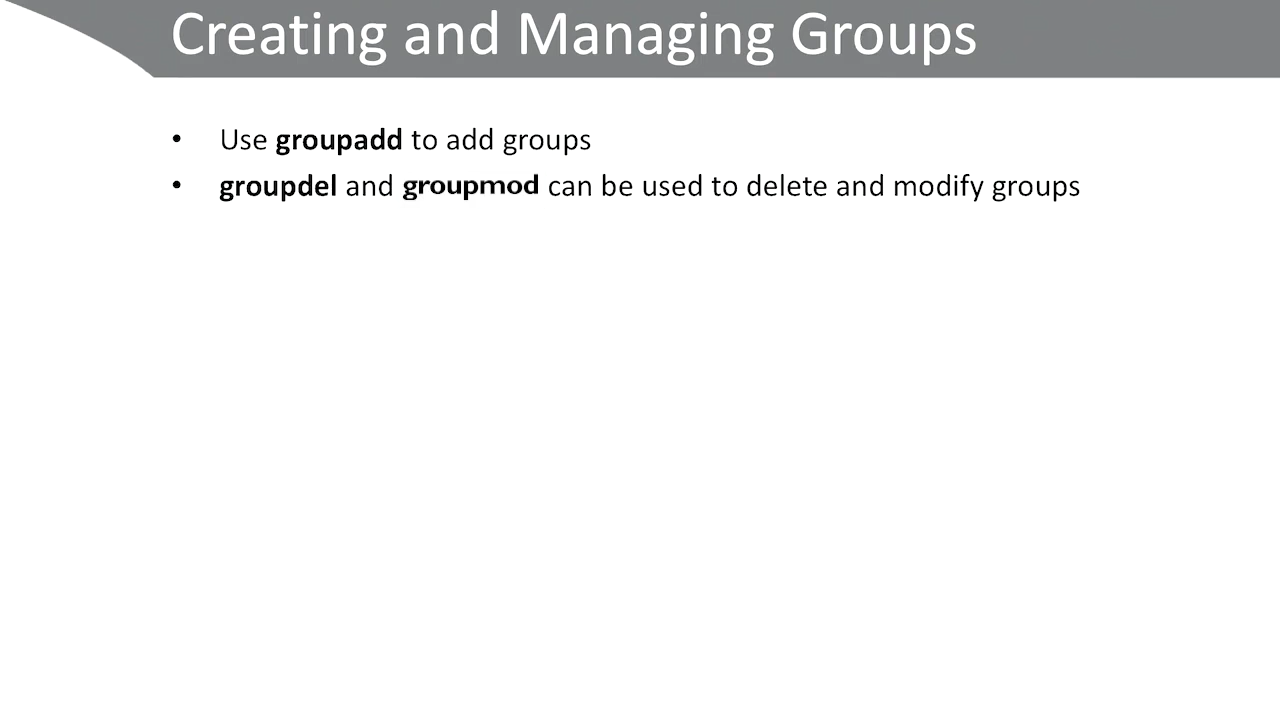 Creating and Managing Groups
• Use groupadd to add groups
• groupdel and groupmod can be used to delete and modify groups